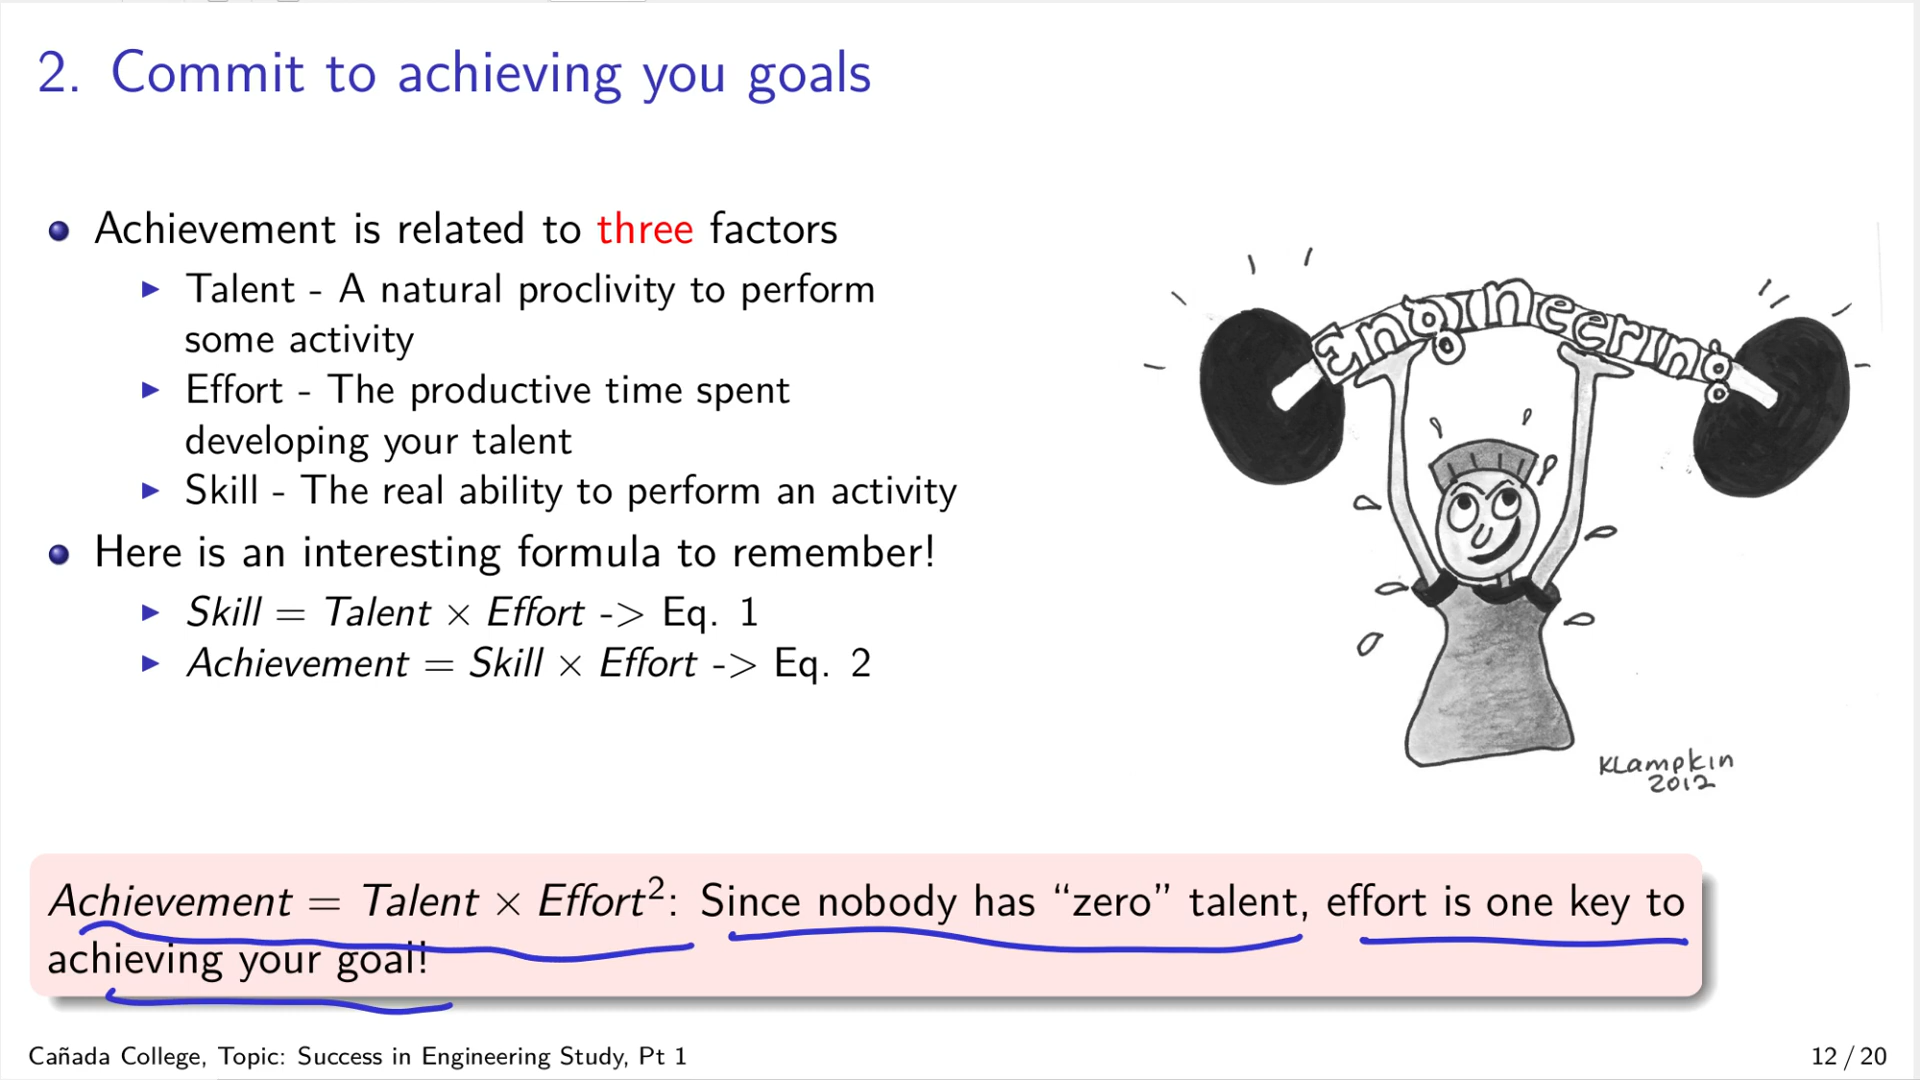 2. Commit to achieving you goals
Achievement is related to three factors
Talent - A natural proclivity to perform
some activity
Effort - The productive time spent
developing your talent
Skill - The real ability to perform an activity
Here is an interesting formula to remember!
Skill = Talent × Effort -> Eq. 1
Achievement = Skill × Effort -> Eq. 2
Engineering
KLampkin
2012
Achievement = Talent × Effort²: Since nobody has “zero” talent, effort is one key to
achieving your goal!
Cañada College, Topic: Success in Engineering Study, Pt 1
12 / 20